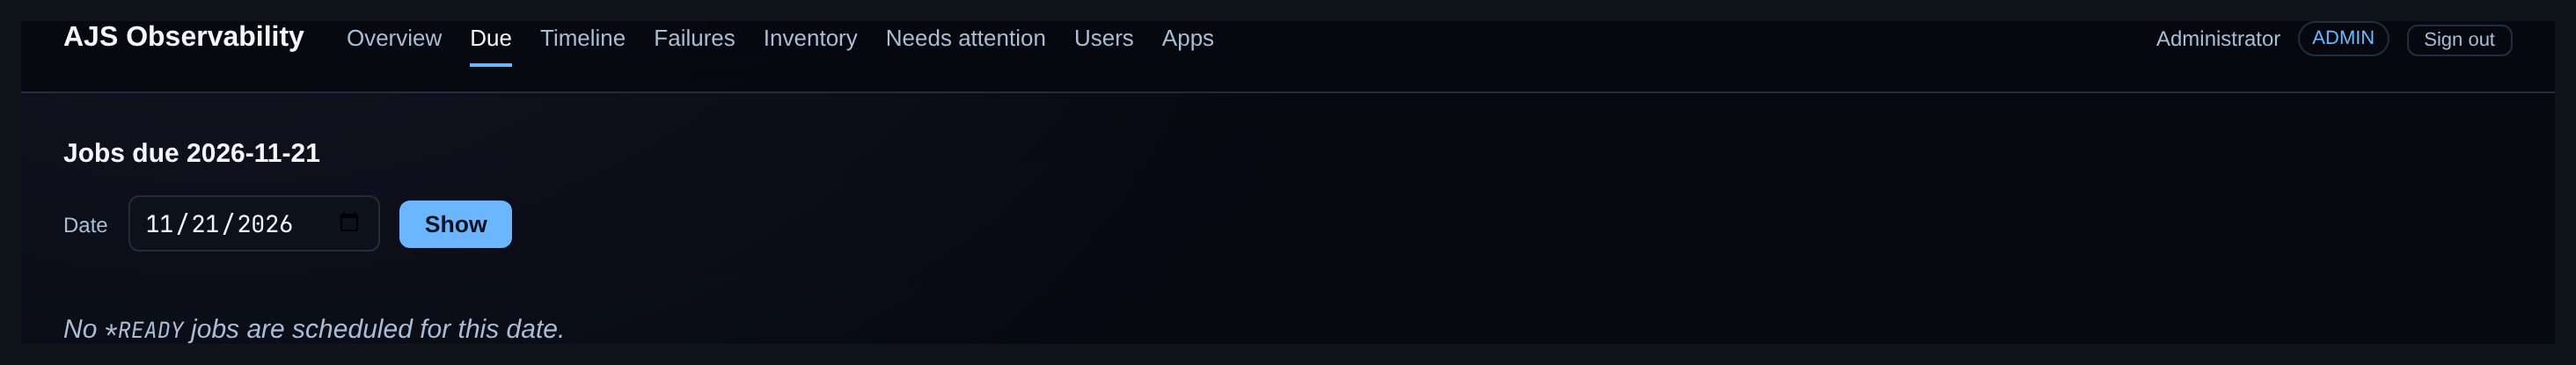 AJS Observability Overview Due Timeline Failures Inventory Needs attention Users Apps Administrator ADMIN Sign out
Jobs due 2026-11-21
Date 11/21/2026 Show
No *READY jobs are scheduled for this date.